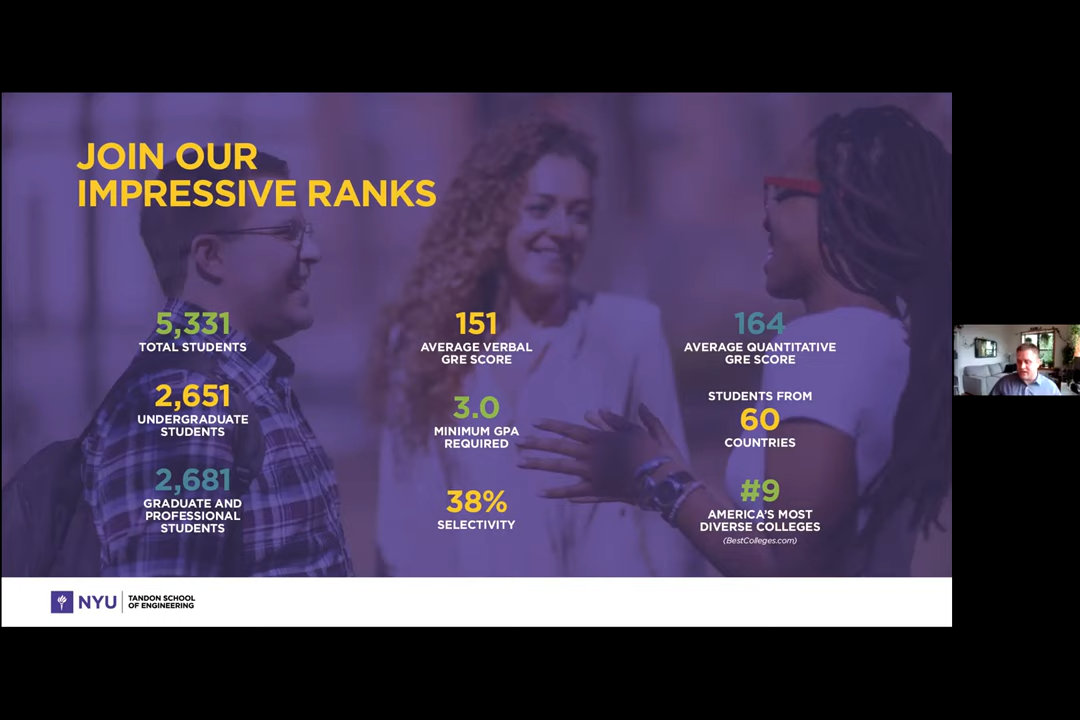 JOIN OUR
IMPRESSIVE RANKS
5,331
TOTAL STUDENTS
2,651
UNDERGRADUATE
STUDENTS
2,681
GRADUATE AND
PROFESSIONAL
STUDENTS
151
AVERAGE VERBAL
GRE SCORE
3.0
MINIMUM GPA
REQUIRED
38%
SELECTIVITY
164
AVERAGE QUANTITATIVE
GRE SCORE
STUDENTS FROM
60
COUNTRIES
#9
AMERICA'S MOST
DIVERSE COLLEGES
(BestColleges.com)
NYU
TANDON SCHOOL
OF ENGINEERING